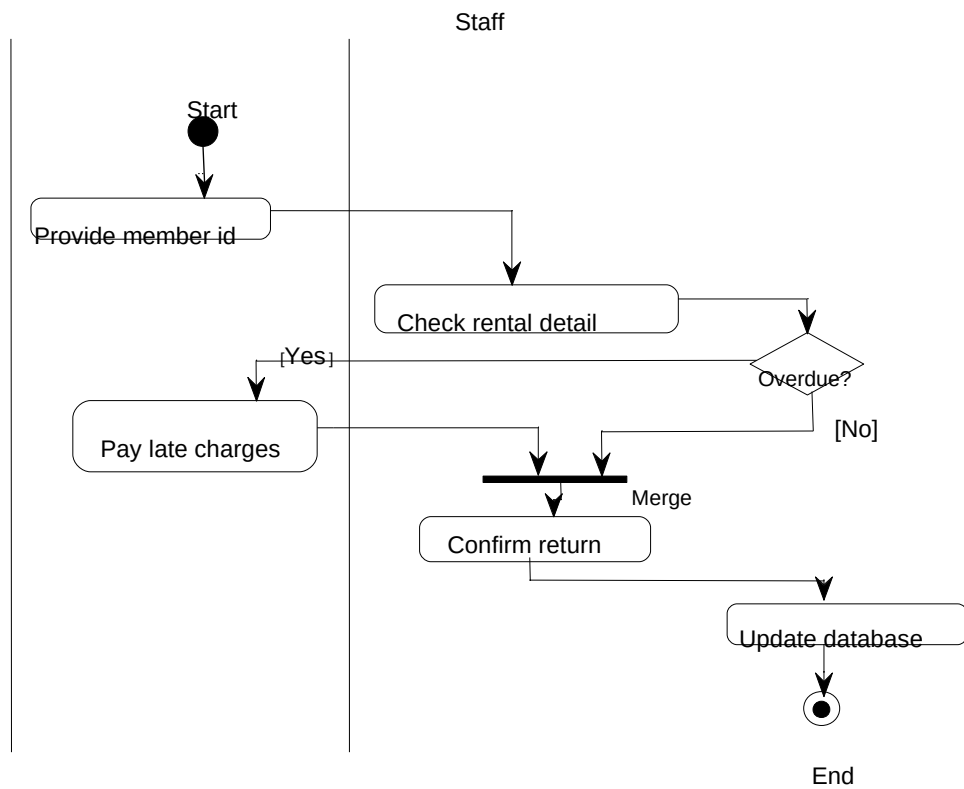 Staff
Start
Provide member id
Check rental detail
[Yes]
Overdue?
[No]
Pay late charges
Merge
Confirm return
Update database
End